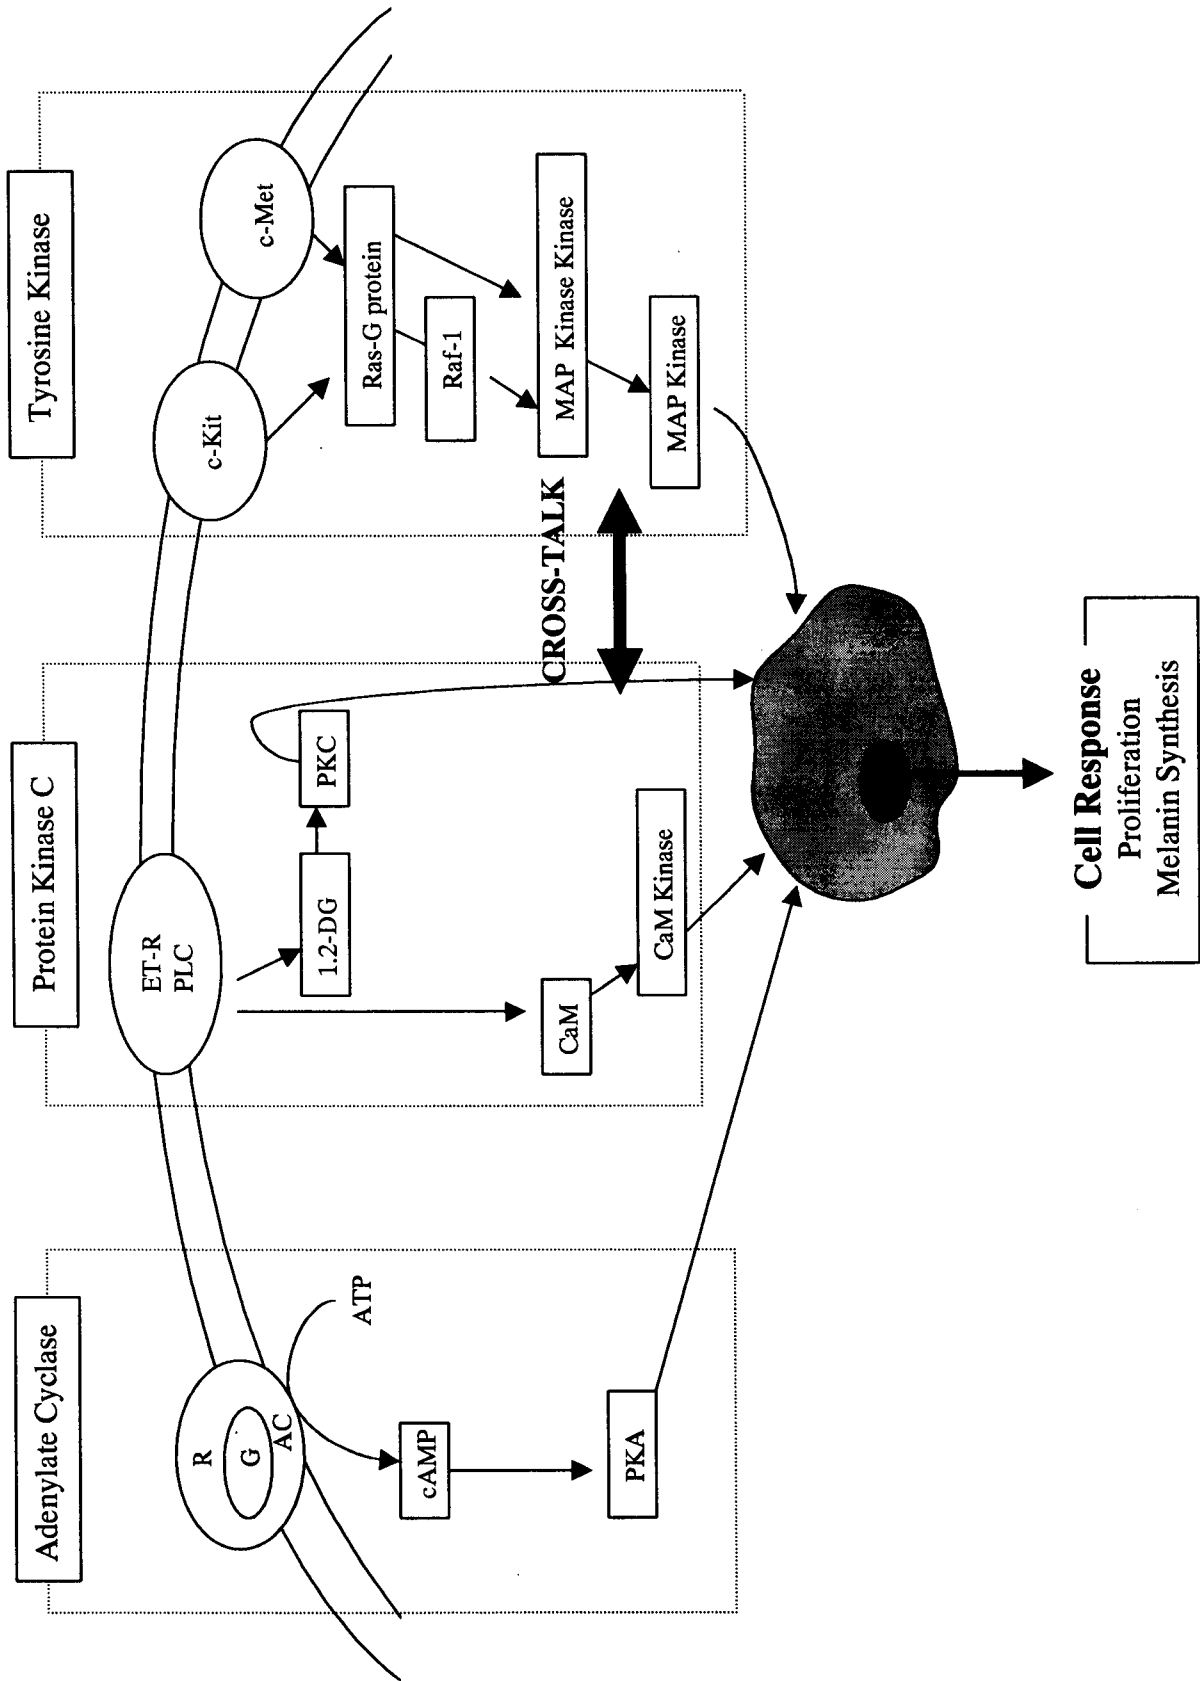 Adenylate Cyclase
R
G
AC
ATP
cAMP
PKA
Protein Kinase C
ET-R
PLC
1.2-DG
PKC
CaM
CaM Kinase
Tyrosine Kinase
c-Kit
c-Met
Ras-G protein
Raf-1
MAP Kinase Kinase
MAP Kinase
CROSS-TALK
Cell Response
Proliferation
Melanin Synthesis